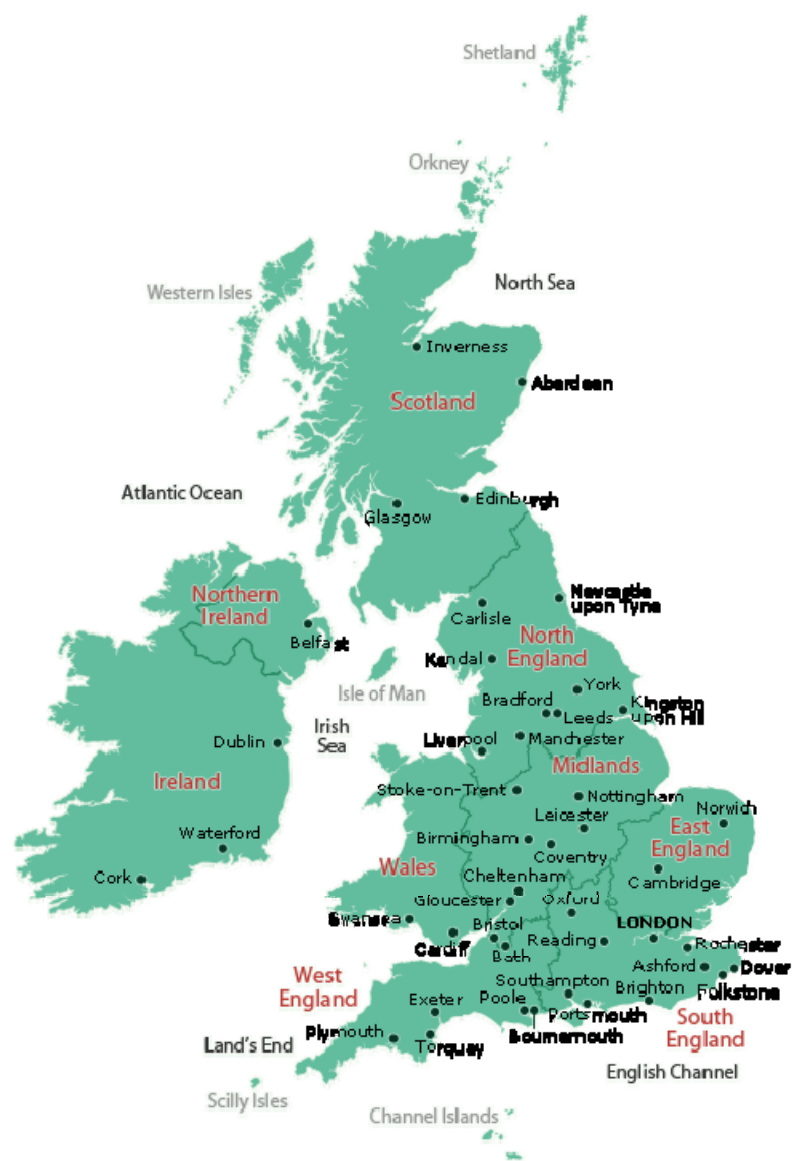 Shetland
Orkney
North Sea
Western Isles
Inverness
Aberdeen
Scotland
Atlantic Ocean
Edinburgh
Glasgow
Northern
Ireland
Newcastle
upon Tyne
Carlisle
Belfast
North
England
Kendal
Isle of Man
York
Bradford
Kingston
upon Hill
Leeds
Irish
Sea
Dublin
Liverpool
Manchester
Midlands
Ireland
Stoke-on-Trent
Nottingham
Norwich
Leicester
East
England
Waterford
Birmingham
Coventry
Wales
Cork
Cheltenham
Cambridge
Gloucester
Oxford
Swansea
Bristol
LONDON
Cardiff
Bath
Reading
Rochester
Ashford
Dover
West
England
Southampton
Brighton
Folkstone
Exeter
Poole
Portsmouth
South
England
Plymouth
Bournemouth
Land's End
Torquay
English Channel
Scilly Isles
Channel Islands